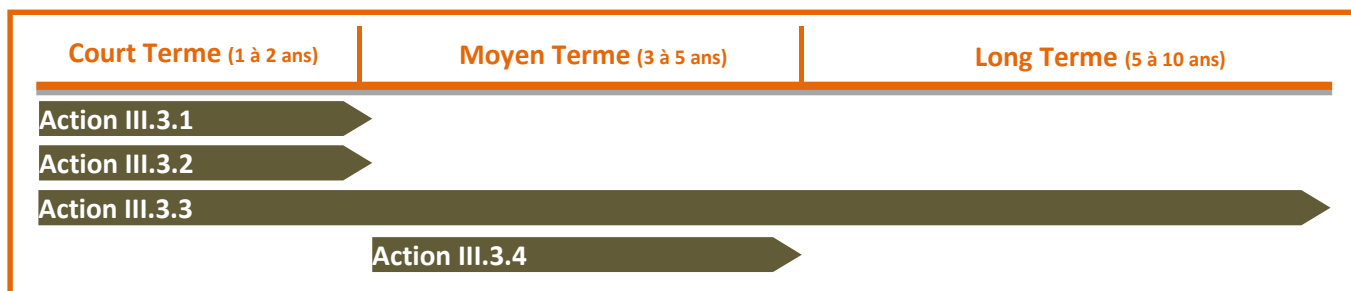 Court Terme (1 à 2 ans) Moyen Terme (3 à 5 ans) Long Terme (5 à 10 ans)
Action III.3.1
Action III.3.2
Action III.3.3
Action III.3.4